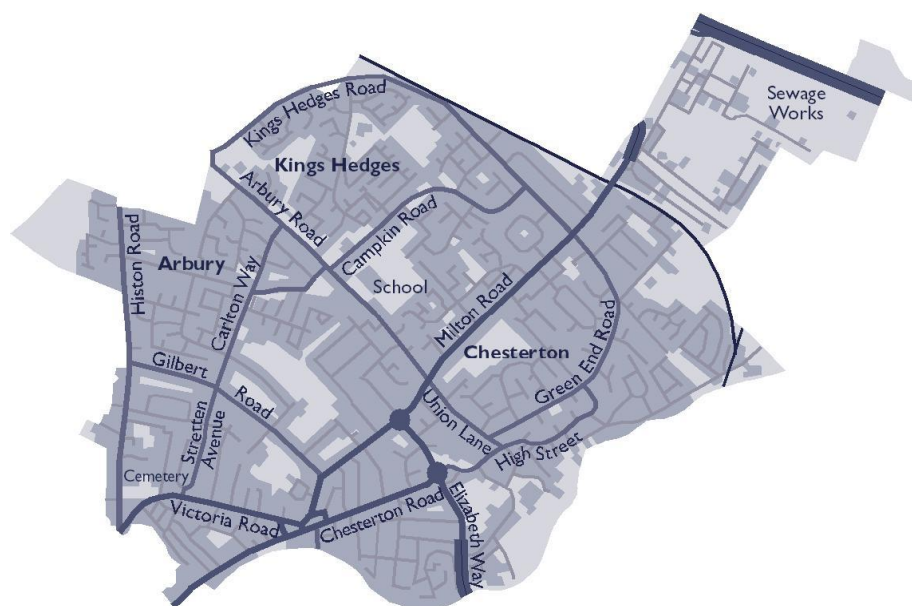 Sewage
Works
Kings Hedges Road
Kings Hedges
Arbury Road
Histon Road
Arbury
Carlton Way
Campkin Road
School
Milton Road
Chesterton
Green End Road
Gilbert
Road
Stretten
Avenue
Union Lane
High Street
Cemetery
Victoria Road
Chesterton Road
Elizabeth Way